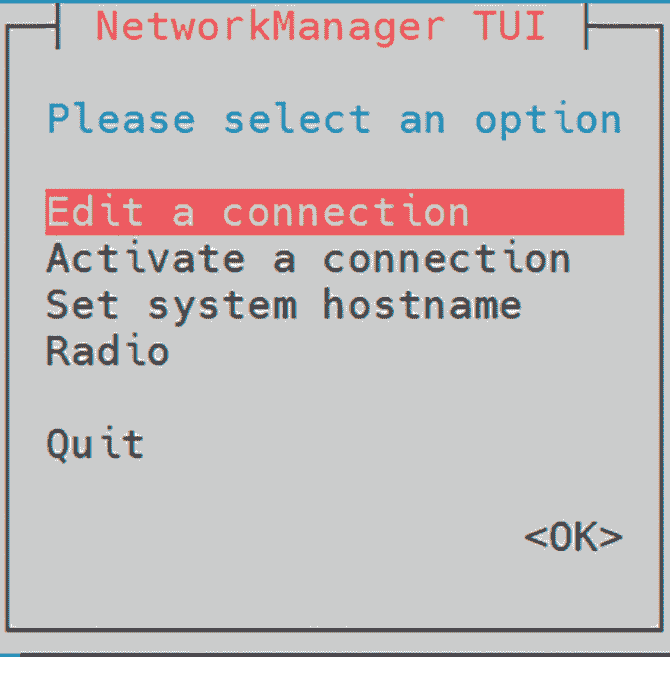 NetworkManager TUI
Please select an option
Edit a connection
Activate a connection
Set system hostname
Radio
Quit
<OK>